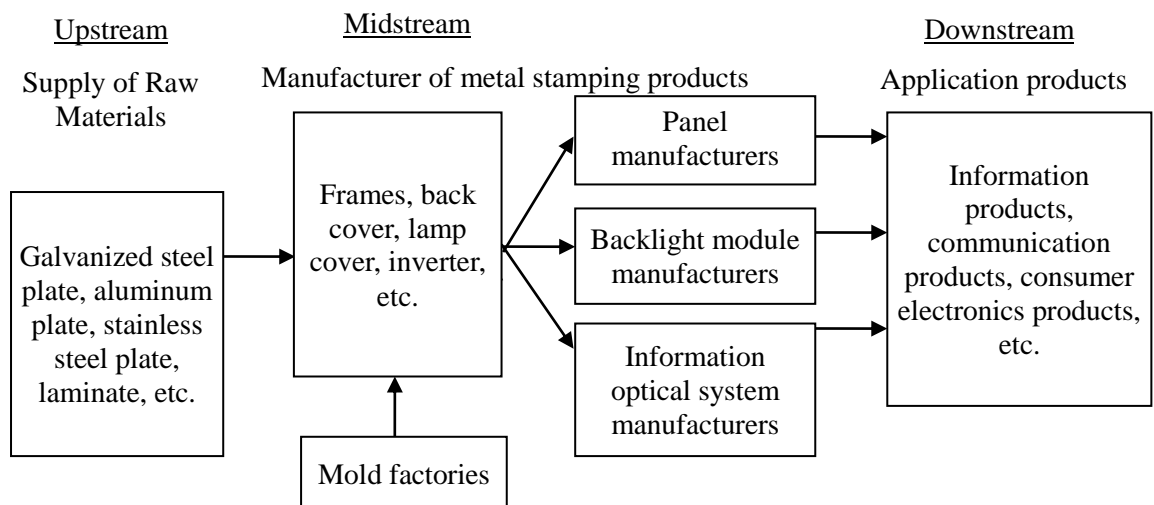 Upstream
Supply of Raw
Materials
Galvanized steel
plate, aluminum
plate, stainless
steel plate,
laminate, etc.
Midstream
Manufacturer of metal stamping products
Frames, back
cover, lamp
cover, inverter,
etc.
Mold factories
Panel
manufacturers
Backlight module
manufacturers
Information
optical system
manufacturers
Downstream
Application products
Information
products,
communication
products, consumer
electronics products,
etc.